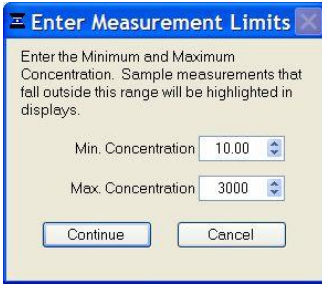 Enter Measurement Limits
Enter the Minimum and Maximum
Concentration. Sample measurements that
fall outside this range will be highlighted in
displays.
Min. Concentration 10.00
Max. Concentration 3000
Continue Cancel